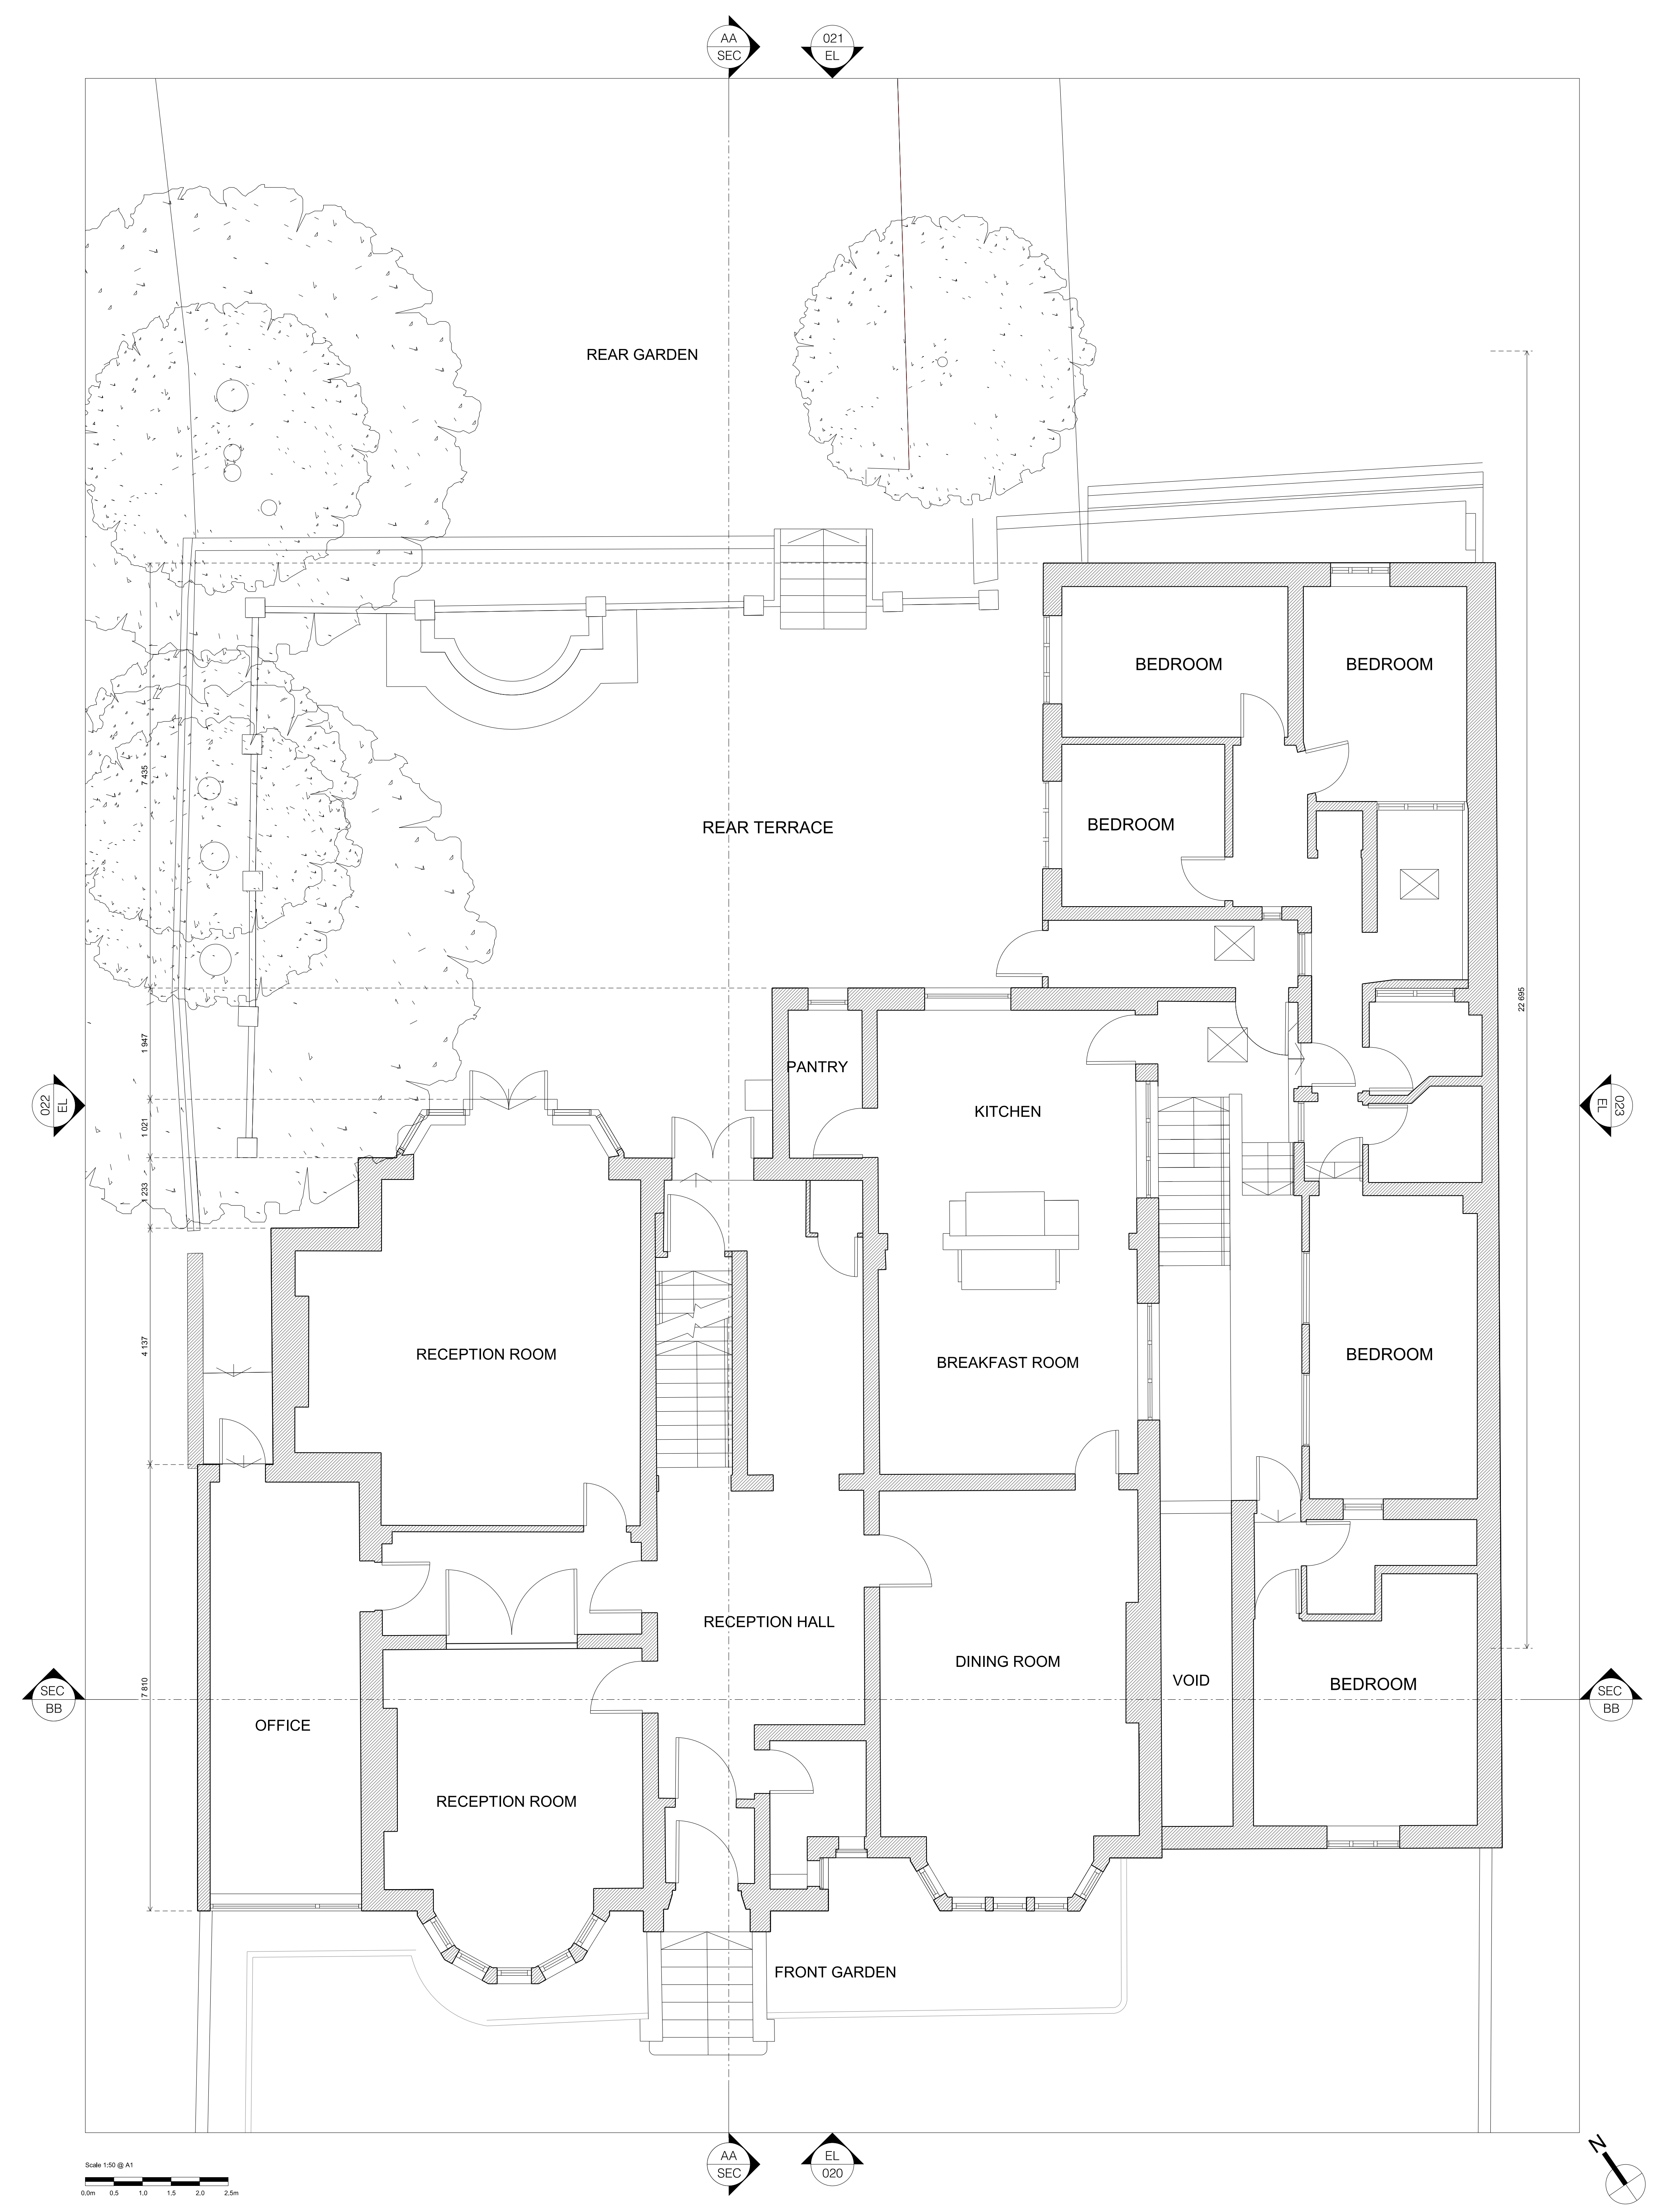 AA
SEC
021
EL
REAR GARDEN
BEDROOM
BEDROOM
7 435
REAR TERRACE
BEDROOM
22 695
1 947
PANTRY
022
EL
KITCHEN
023
EL
1 021
1 233
4 137
RECEPTION ROOM
BREAKFAST ROOM
BEDROOM
RECEPTION HALL
DINING ROOM
VOID
BEDROOM
SEC
BB
7 810
SEC
BB
OFFICE
RECEPTION ROOM
FRONT GARDEN
AA
SEC
EL
020
N
Scale 1:50 @ A1
0.0m 0.5 1.0 1.5 2.0 2.5m